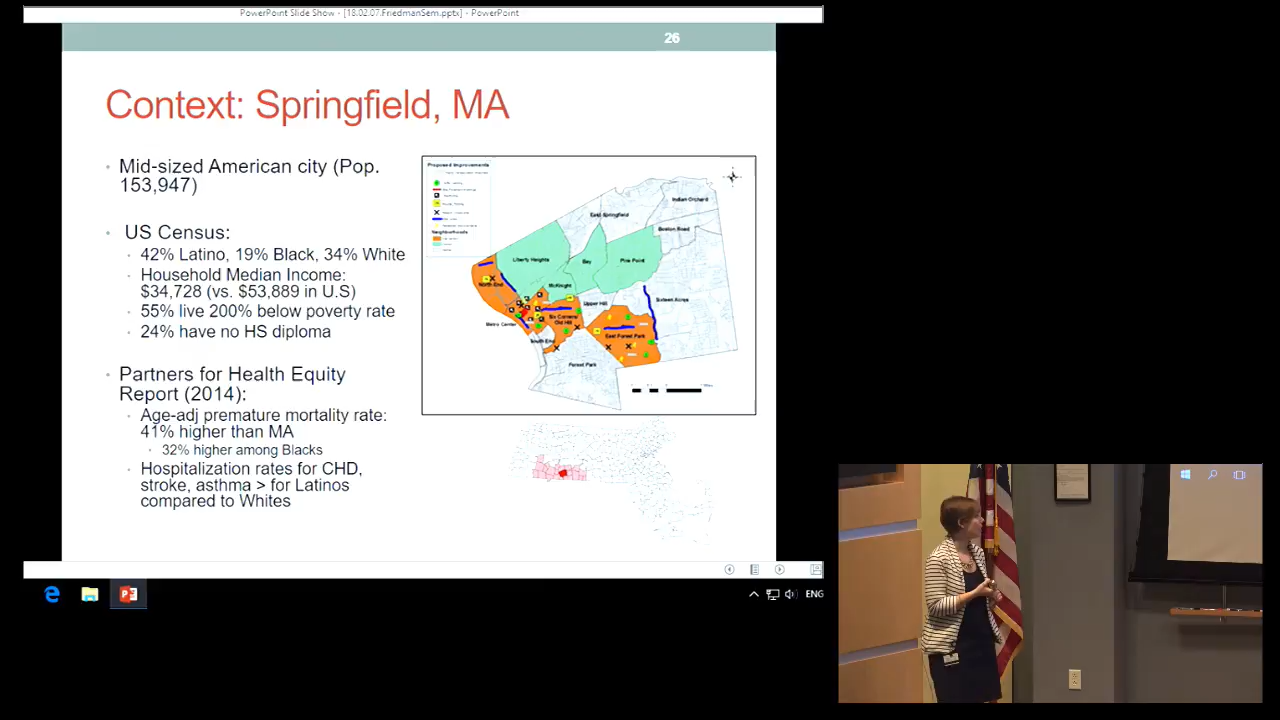 PowerPoint Slide Show - [18.02.07.FriedmanSem.pptx] - PowerPoint
26
Context: Springfield, MA
Mid-sized American city (Pop.
153,947)
US Census:
42% Latino, 19% Black, 34% White
Household Median Income:
$34,728 (vs. $53,889 in U.S)
55% live 200% below poverty rate
24% have no HS diploma
Partners for Health Equity
Report (2014):
Age-adj premature mortality rate:
41% higher than MA
32% higher among Blacks
Hospitalization rates for CHD,
stroke, asthma > for Latinos
compared to Whites
Proposed Improvements
Neighborhoods
Indian Orchard
East Springfield
Boston Road
Liberty Heights
Bay
Pine Point
North End
McKnight
Upper Hill
Sixteen Acres
Metro Center
Six Corners
Old Hill
East Forest Park
South End
Forest Park
ENG